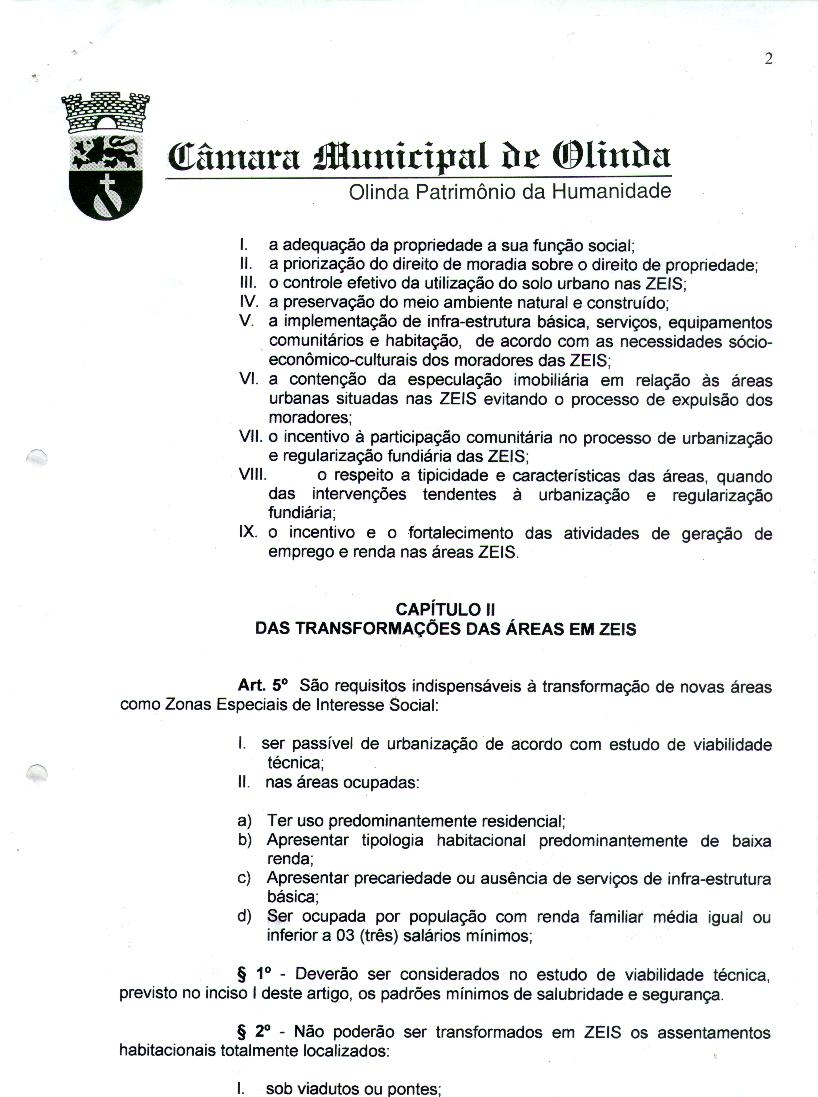 2
Câmara Municipal de Olinda
Olinda Patrimônio da Humanidade
I. a adequação da propriedade a sua função social;
II. a priorização do direito de moradia sobre o direito de propriedade;
III. o controle efetivo da utilização do solo urbano nas ZEIS;
IV. a preservação do meio ambiente natural e construído;
V. a implementação de infra-estrutura básica, serviços, equipamentos
comunitários e habitação, de acordo com as necessidades sócio-
econômico-culturais dos moradores das ZEIS;
VI. a contenção da especulação imobiliária em relação às áreas
urbanas situadas nas ZEIS evitando o processo de expulsão dos
moradores;
VII. o incentivo à participação comunitária no processo de urbanização
e regularização fundiária das ZEIS;
VIII. o respeito a tipicidade e características das áreas, quando
das intervenções tendentes à urbanização e regularização
fundiária;
IX. o incentivo e o fortalecimento das atividades de geração de
emprego e renda nas áreas ZEIS.
CAPÍTULO II
DAS TRANSFORMAÇÕES DAS ÁREAS EM ZEIS
Art. 5º São requisitos indispensáveis à transformação de novas áreas
como Zonas Especiais de Interesse Social:
I. ser passível de urbanização de acordo com estudo de viabilidade
técnica;
II. nas áreas ocupadas:
a) Ter uso predominantemente residencial;
b) Apresentar tipologia habitacional predominantemente de baixa
renda;
c) Apresentar precariedade ou ausência de serviços de infra-estrutura
básica;
d) Ser ocupada por população com renda familiar média igual ou
inferior a 03 (três) salários mínimos;
§ 1º - Deverão ser considerados no estudo de viabilidade técnica,
previsto no inciso I deste artigo, os padrões mínimos de salubridade e segurança.
§ 2º - Não poderão ser transformados em ZEIS os assentamentos
habitacionais totalmente localizados:
I. sob viadutos ou pontes;